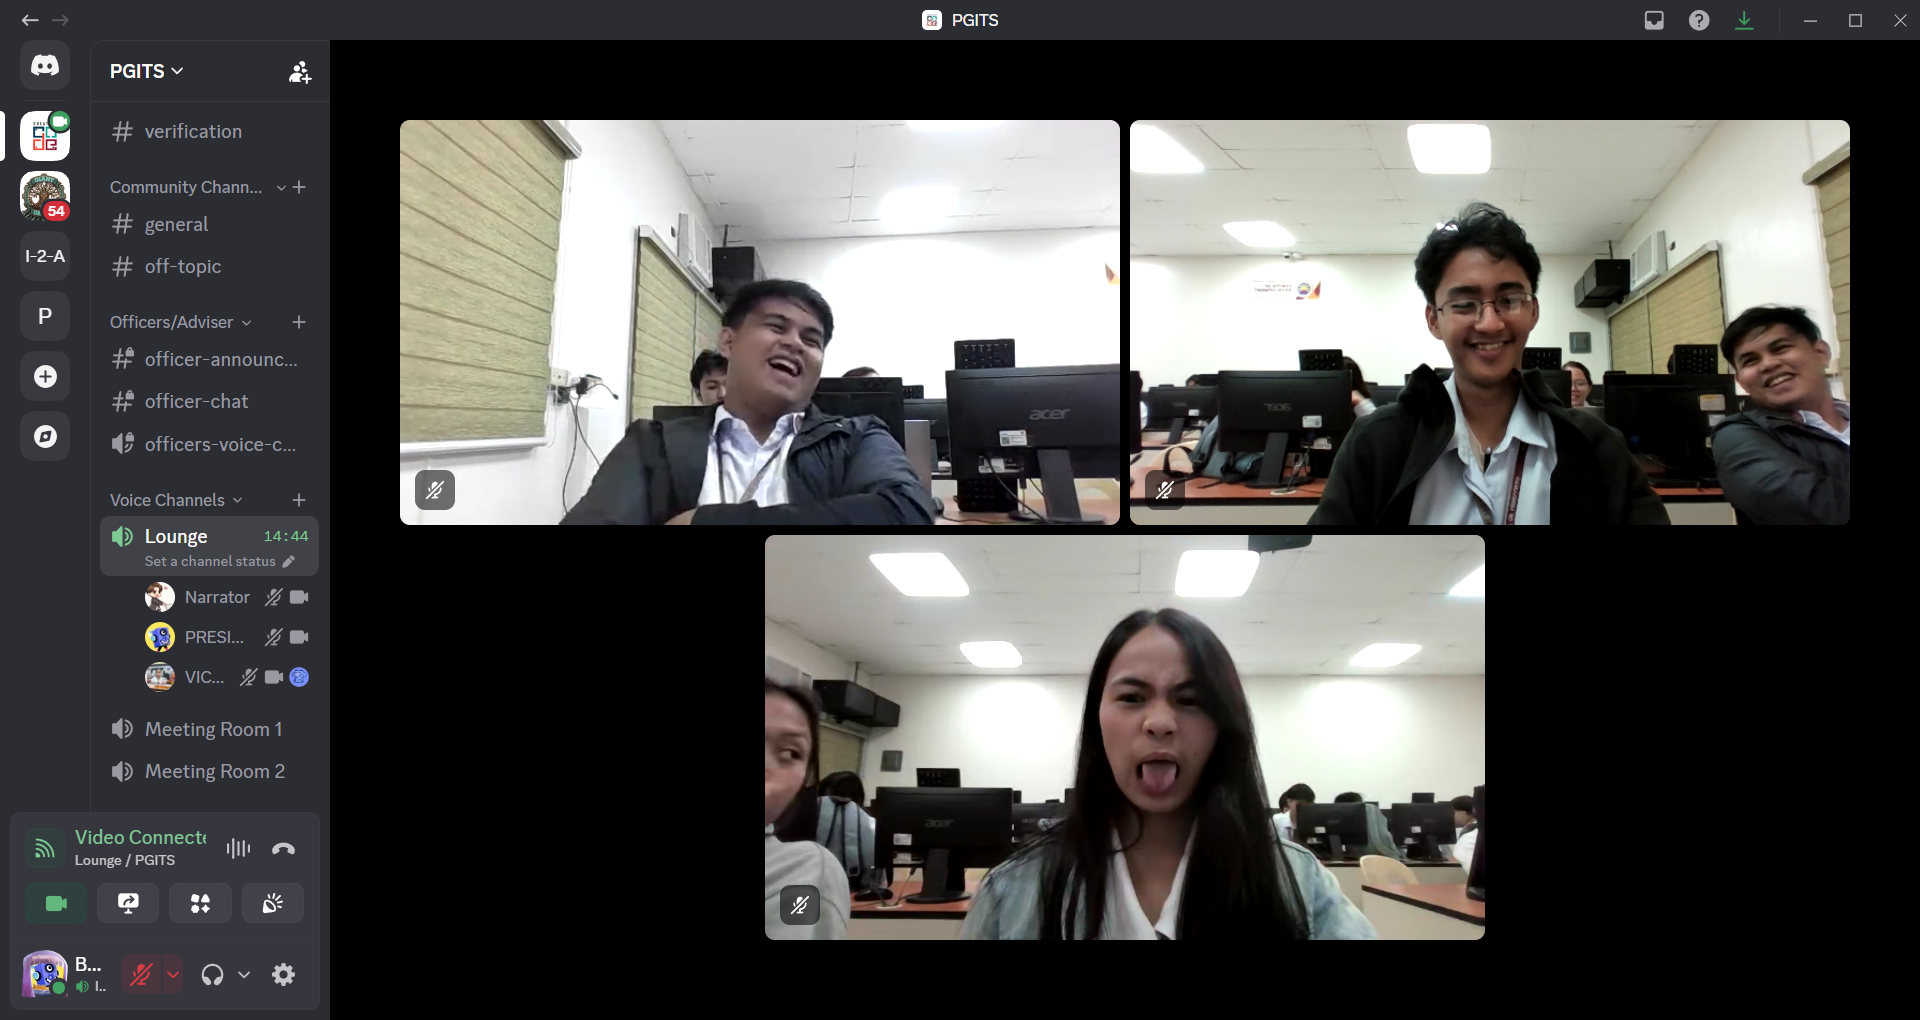 PGITS
PGITS
verification
54
Community Chann...
general
I-2-A
off-topic
P
Officers/Adviser
officer-announc...
officer-chat
officers-voice-c...
Voice Channels
Lounge
14:44
Set a channel status
Narrator
PRESI...
VIC...
Meeting Room 1
Meeting Room 2
Video Connecte
Lounge / PGITS
B...
I..
acer
acer
acer